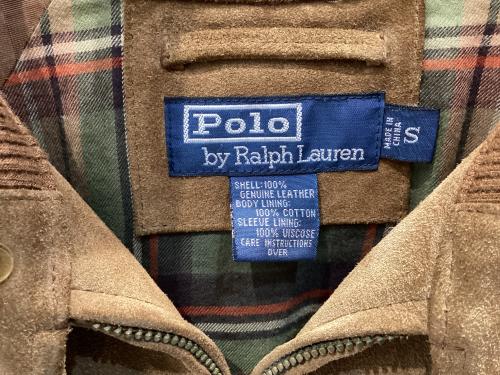 Polo
by Ralph Lauren
MADE IN
CHINA
S
SHELL:100%
GENUINE LEATHER
BODY LINING:
100% COTTON
SLEEVE LINING:
100% VISCOSE
CARE INSTRUCTIONS
OVER